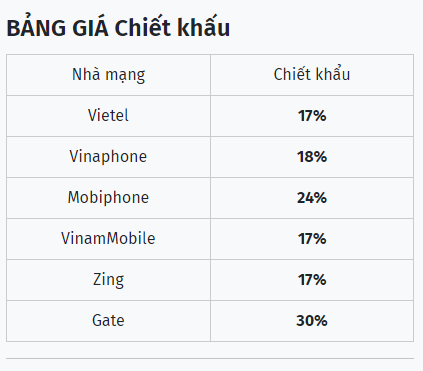 BẢNG GIÁ Chiết khấu
Nhà mạng Chiết khẩu
Vietel 17%
Vinaphone 18%
Mobiphone 24%
VinamMobile 17%
Zing 17%
Gate 30%